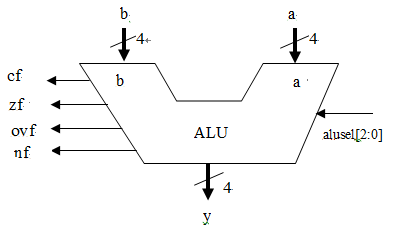 b a
4 4
b a
cf
zf
ovf
nf
ALU
alusel[2:0]
4
y